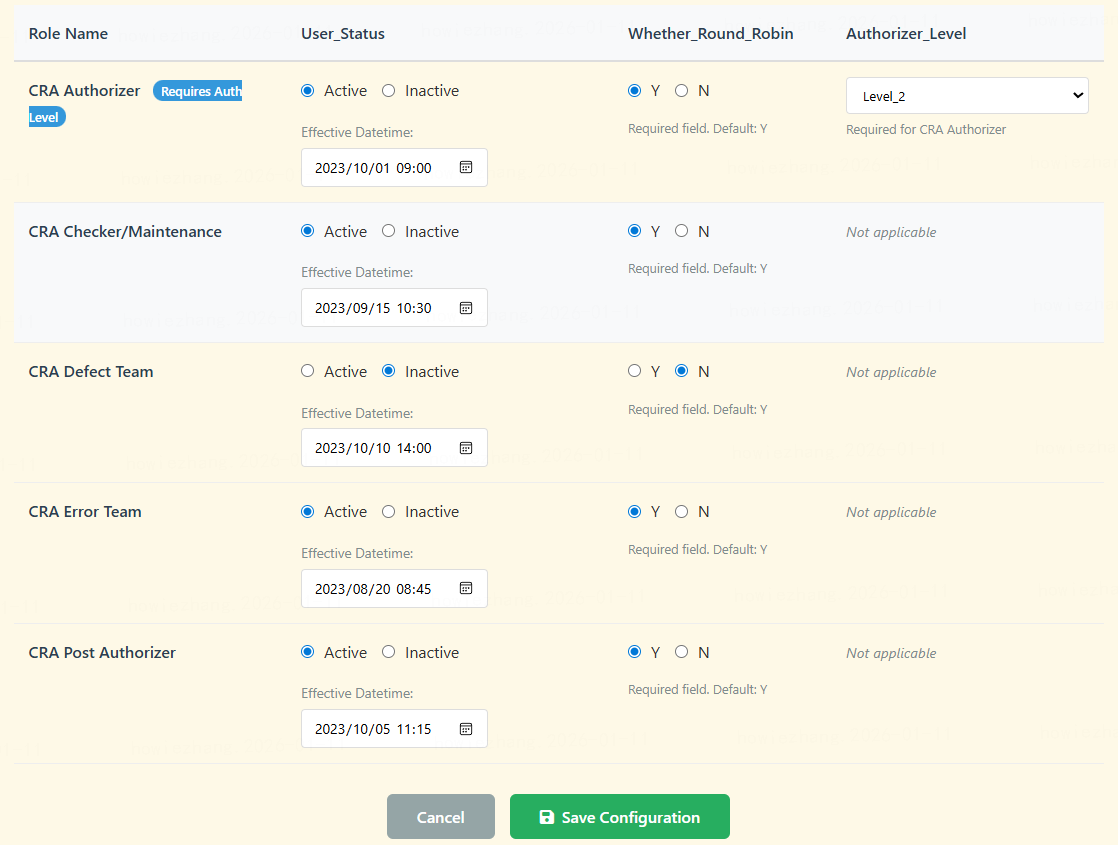 Role Name User_Status Whether_Round_Robin Authorizer_Level
CRA Authorizer Requires Auth Level
Active Inactive
Effective Datetime:
2023/10/01 09:00
Y N
Required field. Default: Y
Level_2
Required for CRA Authorizer
CRA Checker/Maintenance
Active Inactive
Effective Datetime:
2023/09/15 10:30
Y N
Required field. Default: Y
Not applicable
CRA Defect Team
Active Inactive
Effective Datetime:
2023/10/10 14:00
Y N
Required field. Default: Y
Not applicable
CRA Error Team
Active Inactive
Effective Datetime:
2023/08/20 08:45
Y N
Required field. Default: Y
Not applicable
CRA Post Authorizer
Active Inactive
Effective Datetime:
2023/10/05 11:15
Y N
Required field. Default: Y
Not applicable
Cancel Save Configuration